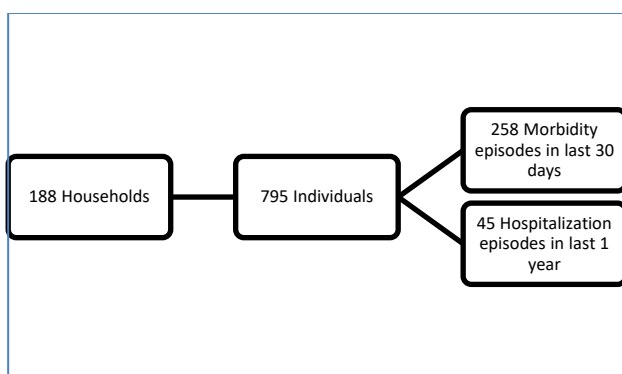 188 Households
795 Individuals
258 Morbidity
episodes in last 30
days
45 Hospitalization
episodes in last 1
year